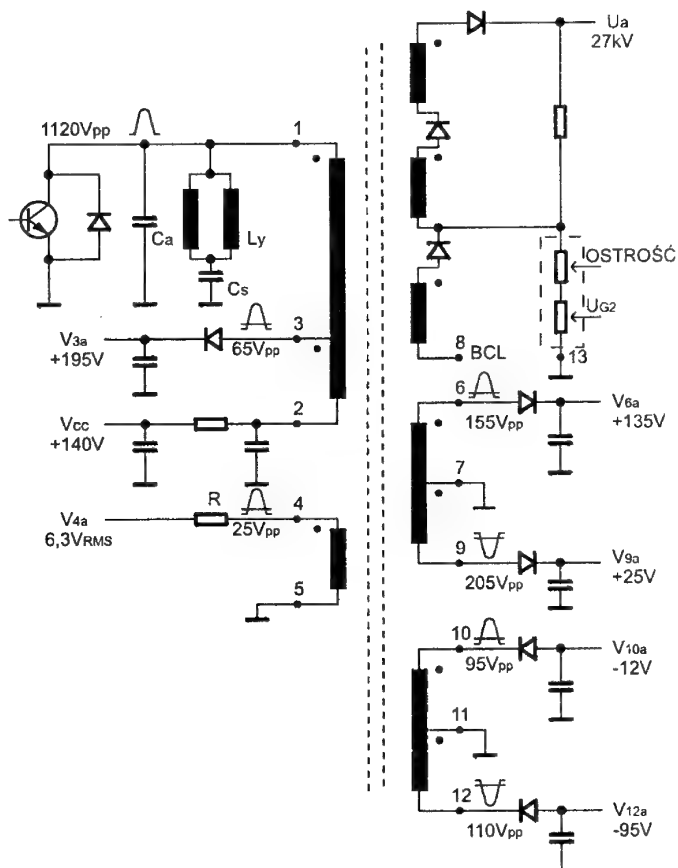 Ua
27kV
1120Vpp
1
Ca
Ly
Cs
OSTROŚĆ
UG2
13
V3a
+195V
65Vpp
3
8
BCL
6
155Vpp
V6a
+135V
Vcc
+140V
2
7
R
V4a
6,3VRMS
25Vpp
4
5
9
205Vpp
V9a
+25V
10
95Vpp
V10a
-12V
11
12
110Vpp
V12a
-95V